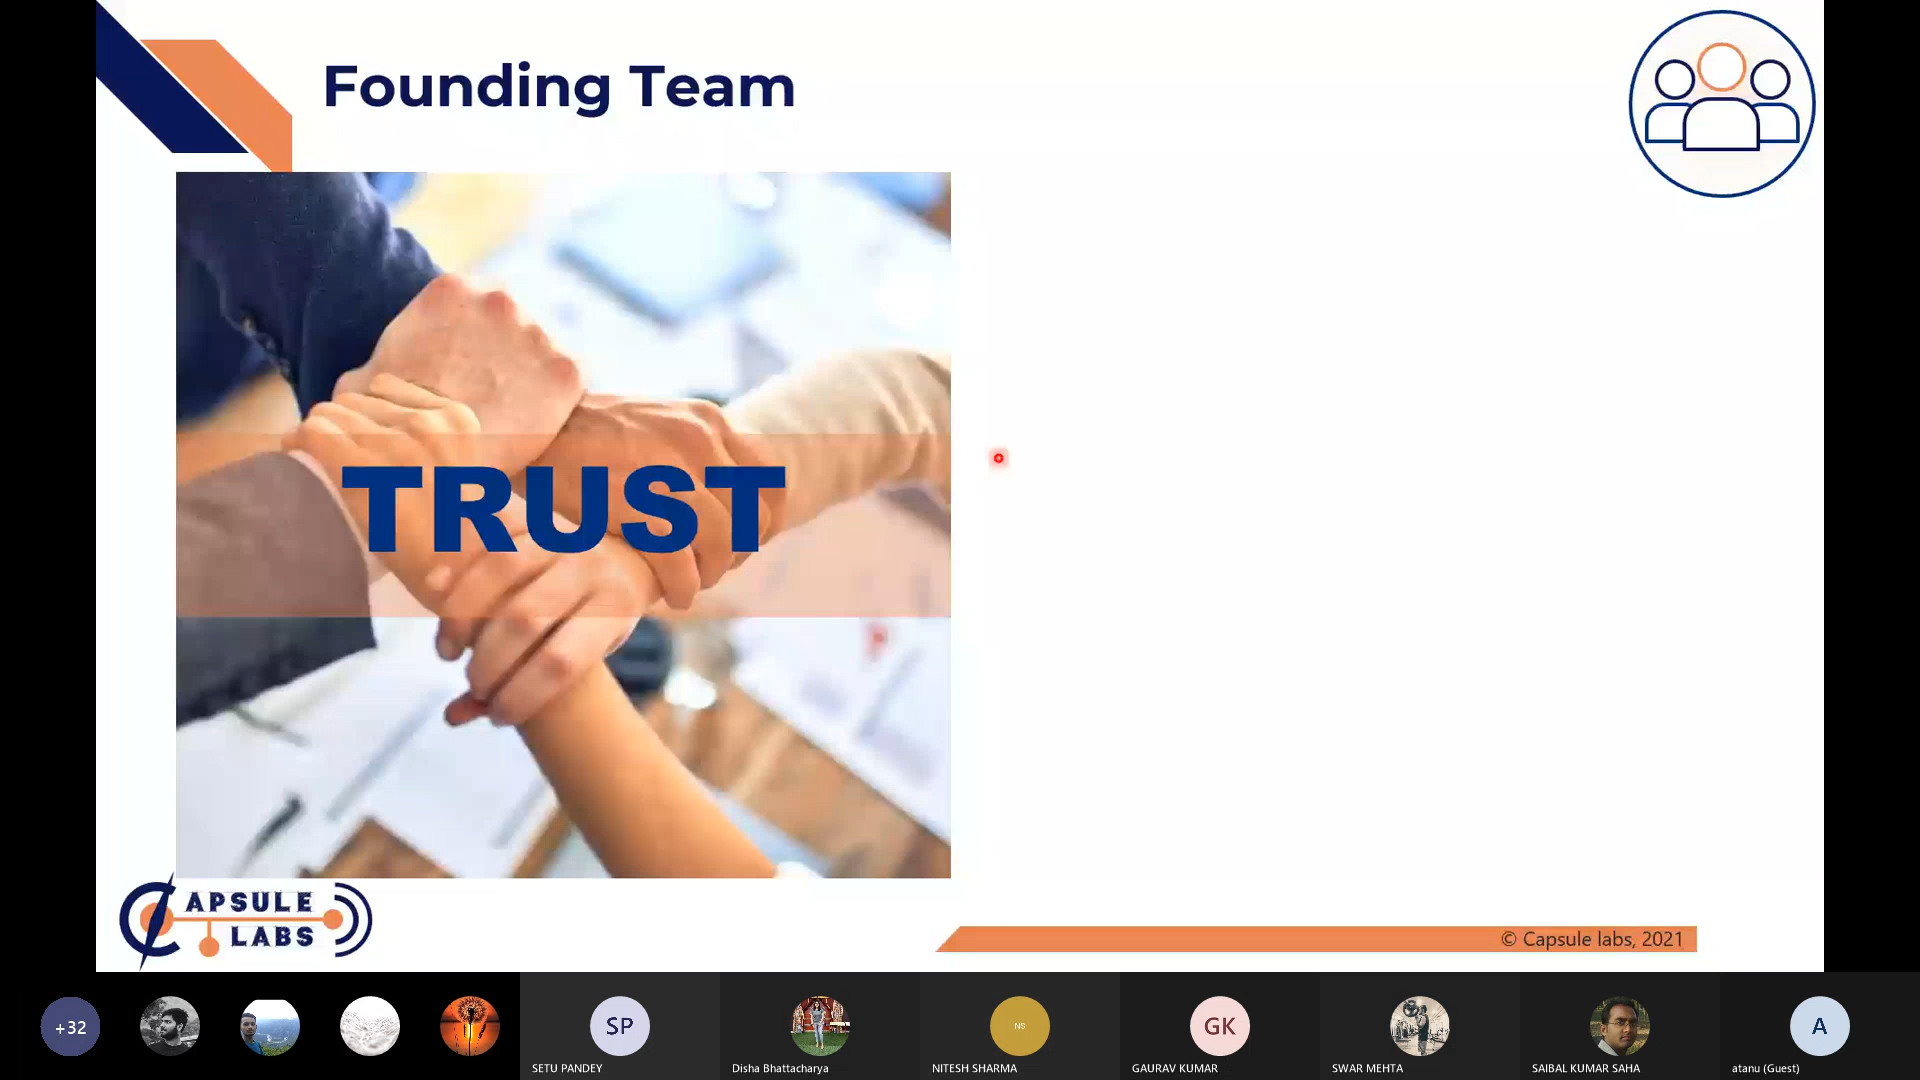 Founding Team
TRUST
APSULE
LABS
© Capsule labs, 2021
+32
SP
NS
GK
A
SETU PANDEY
Disha Bhattacharya
NITESH SHARMA
GAURAV KUMAR
SWAR MEHTA
SAIBAL KUMAR SAHA
atanu (Guest)